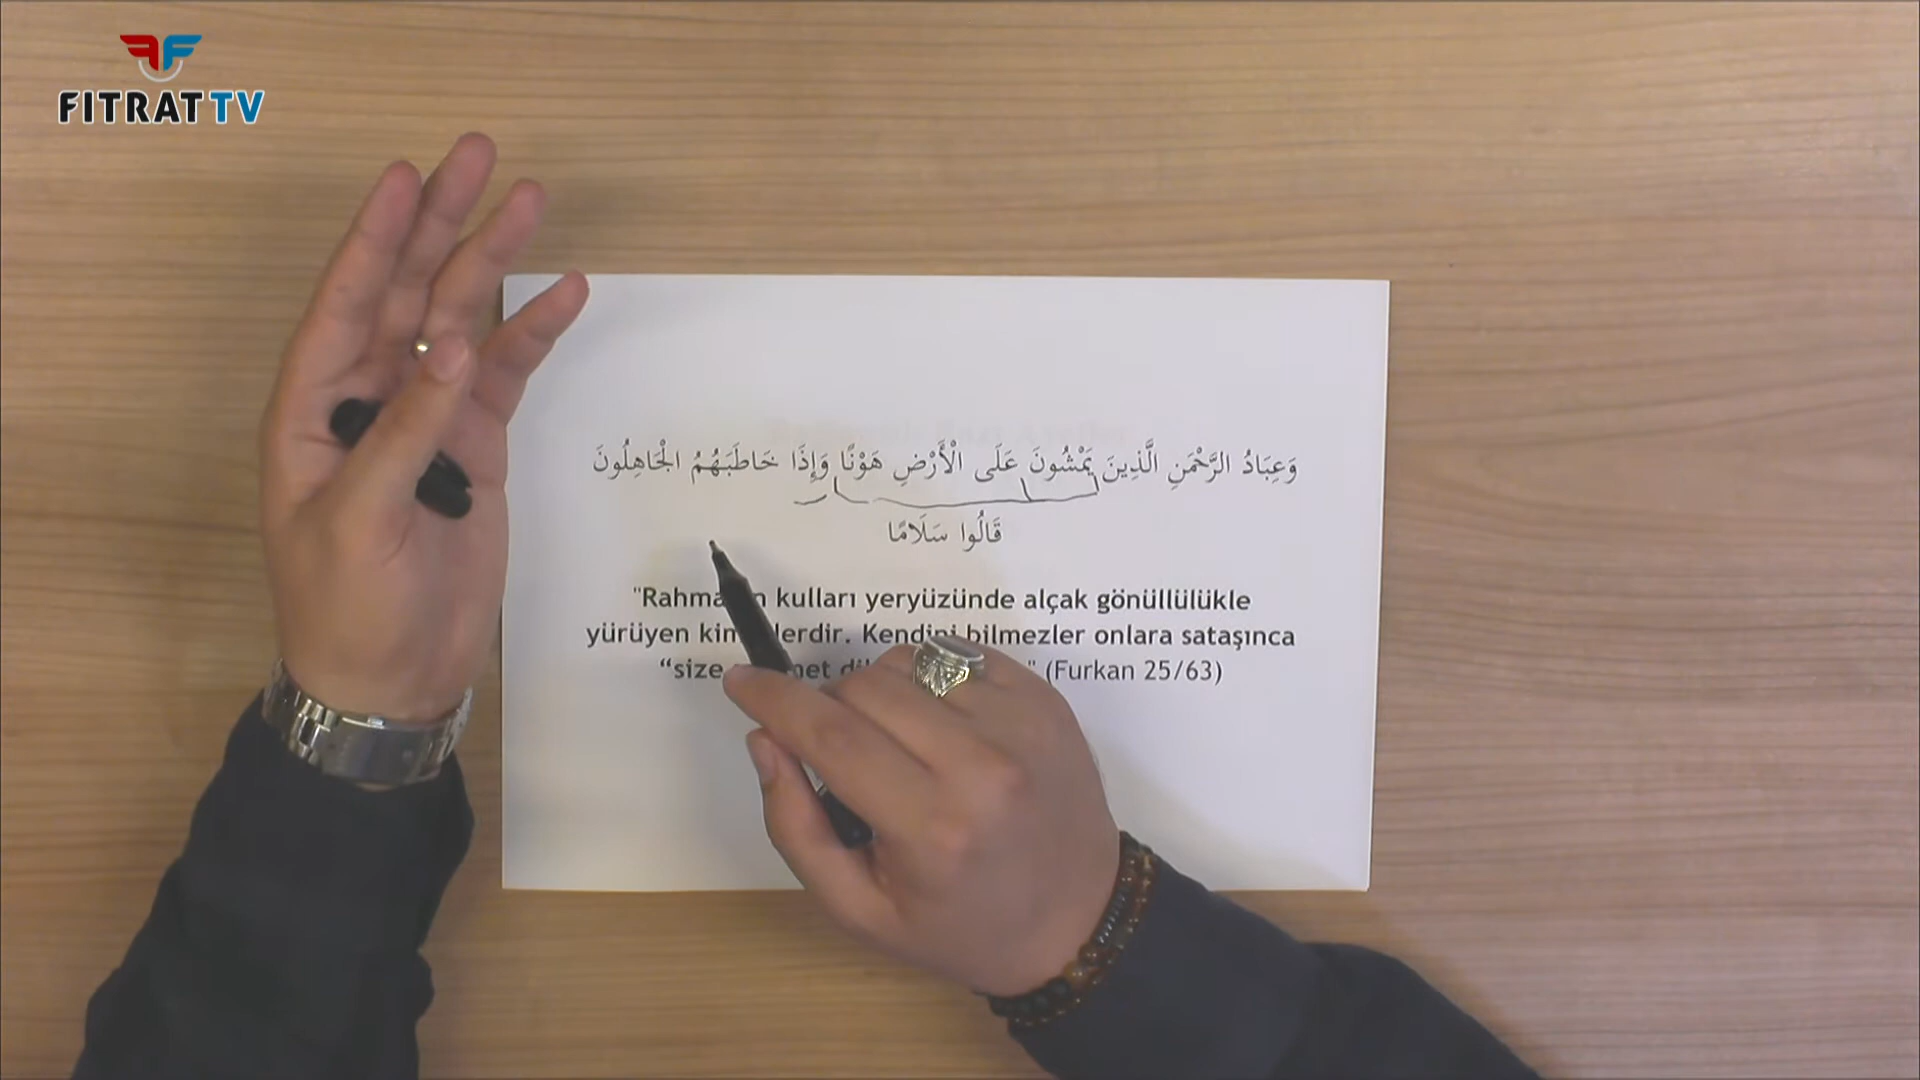 FITRAT TV
وَعِبَادُ الرَّحْمَنِ الَّذِينَ يَمْشُونَ عَلَى الْأَرْضِ هَوْنًا وَإِذَا خَاطَبَهُمُ الْجَاهِلُونَ
قَالُوا سَلَامًا
"Rahma kulları yeryüzünde alçak gönüllülükle
yürüyen lerdir. Kendini bilmezler onlara sataşınca
“size " (Furkan 25/63)